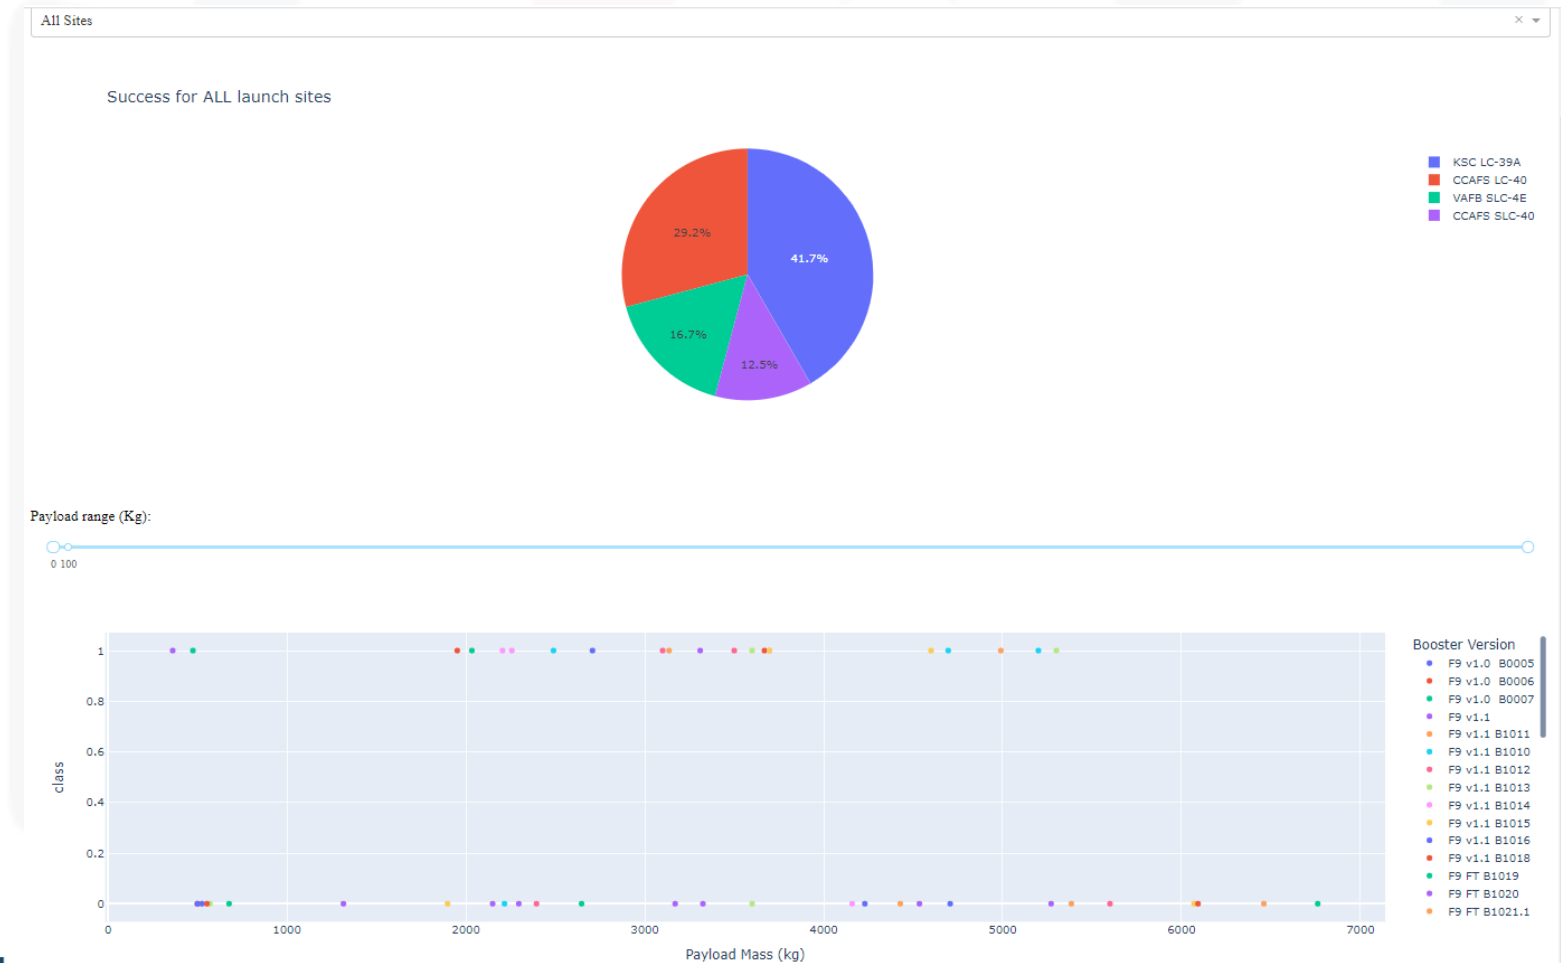 All Sites
Success for ALL launch sites
KSC LC-39A
CCAFS LC-40
VAFB SLC-4E
CCAFS SLC-40
29.2%
41.7%
16.7%
12.5%
Payload range (Kg):
0 100
Booster Version
F9 v1.0  B0005
F9 v1.0  B0006
F9 v1.0  B0007
F9 v1.1
F9 v1.1 B1011
F9 v1.1 B1010
F9 v1.1 B1012
F9 v1.1 B1013
F9 v1.1 B1014
F9 v1.1 B1015
F9 v1.1 B1016
F9 v1.1 B1018
F9 FT B1019
F9 FT B1020
F9 FT B1021.1
class
1
0.8
0.6
0.4
0.2
0
0 1000 2000 3000 4000 5000 6000 7000
Payload Mass (kg)